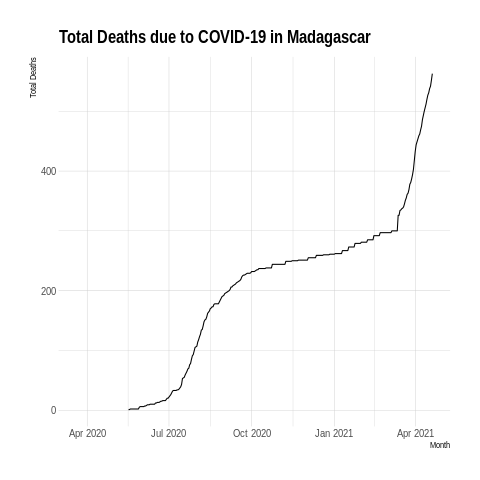 Total Deaths due to COVID-19 in Madagascar
Total Deaths
400
200
0
Apr 2020 Jul 2020 Oct 2020 Jan 2021 Apr 2021
Month